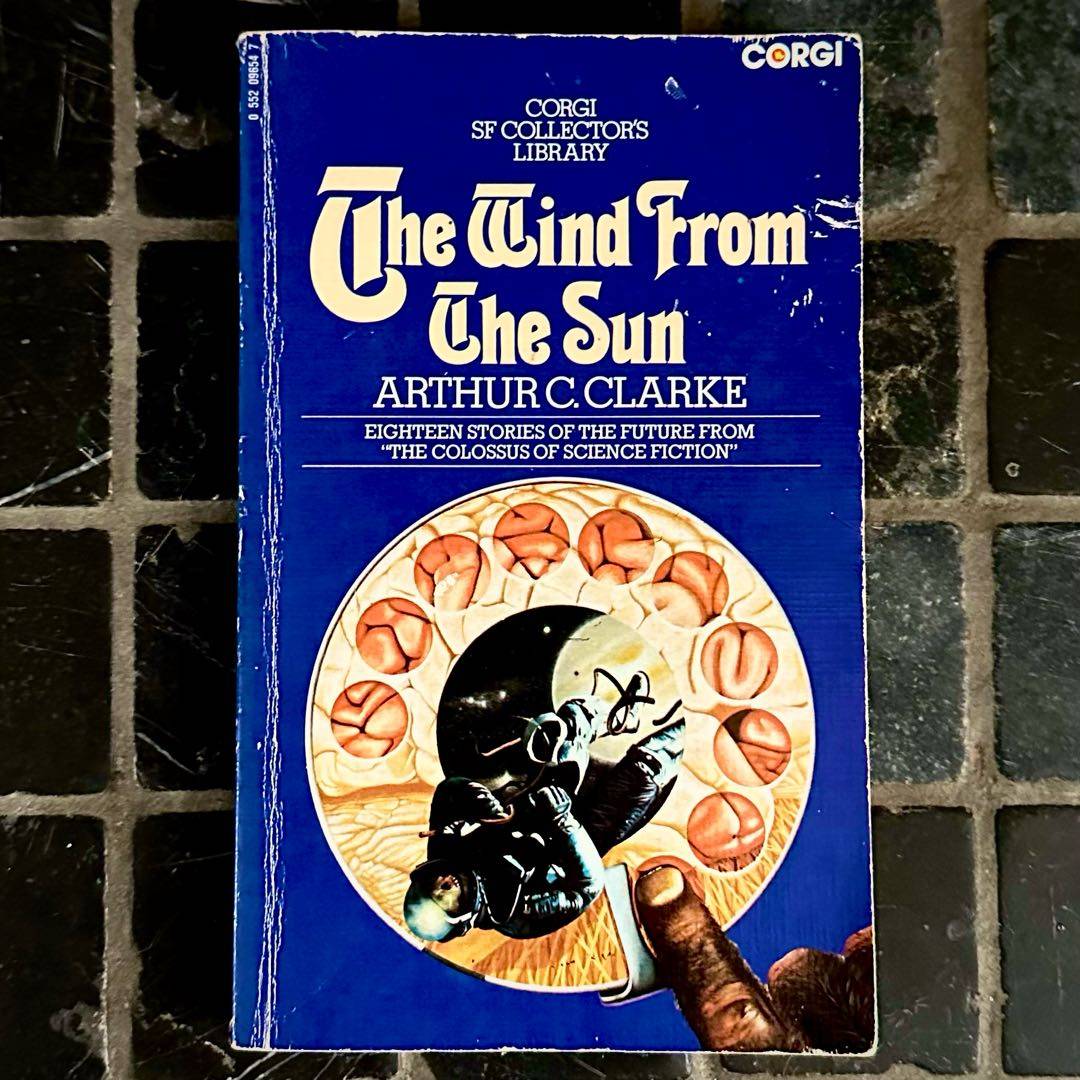 0 552 09654 7
CORGI
CORGI
SF COLLECTOR'S
LIBRARY
The Wind From
The Sun
ARTHUR C. CLARKE
EIGHTEEN STORIES OF THE FUTURE FROM
“THE COLOSSUS OF SCIENCE FICTION”